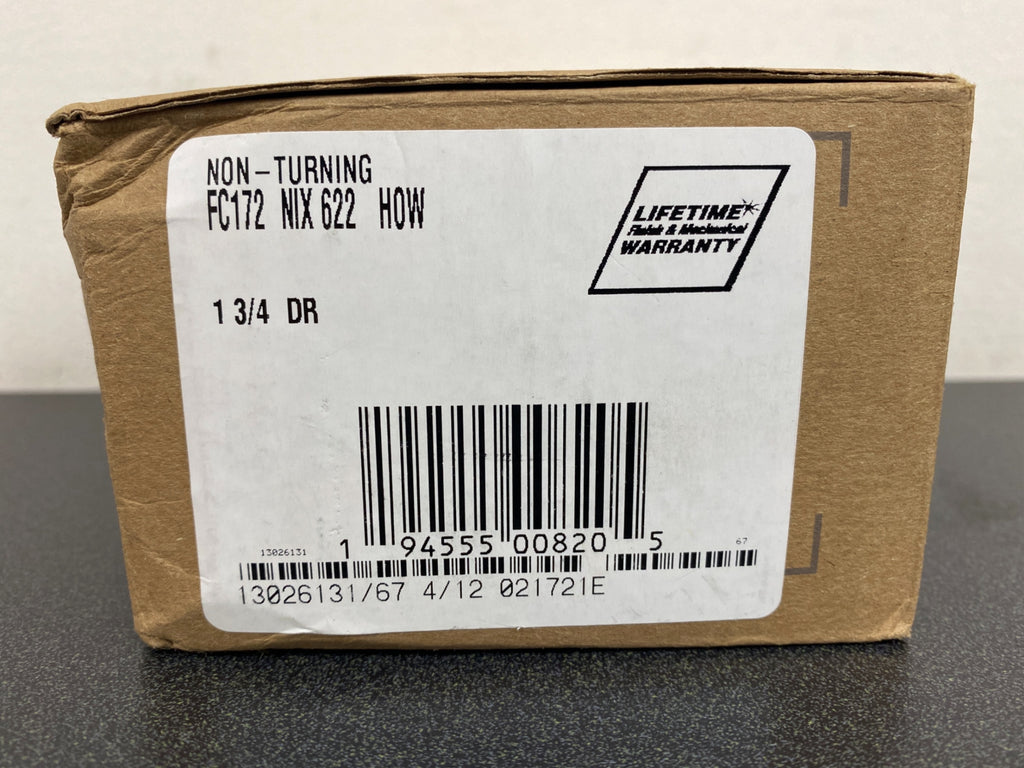 NON-TURNING
FC172 NIX 622 HOW
LIFETIME
Finish & Mechanical
WARRANTY
1 3/4 DR
1 94555 00820 5
13026131
67
13026131/67 4/12 021721E